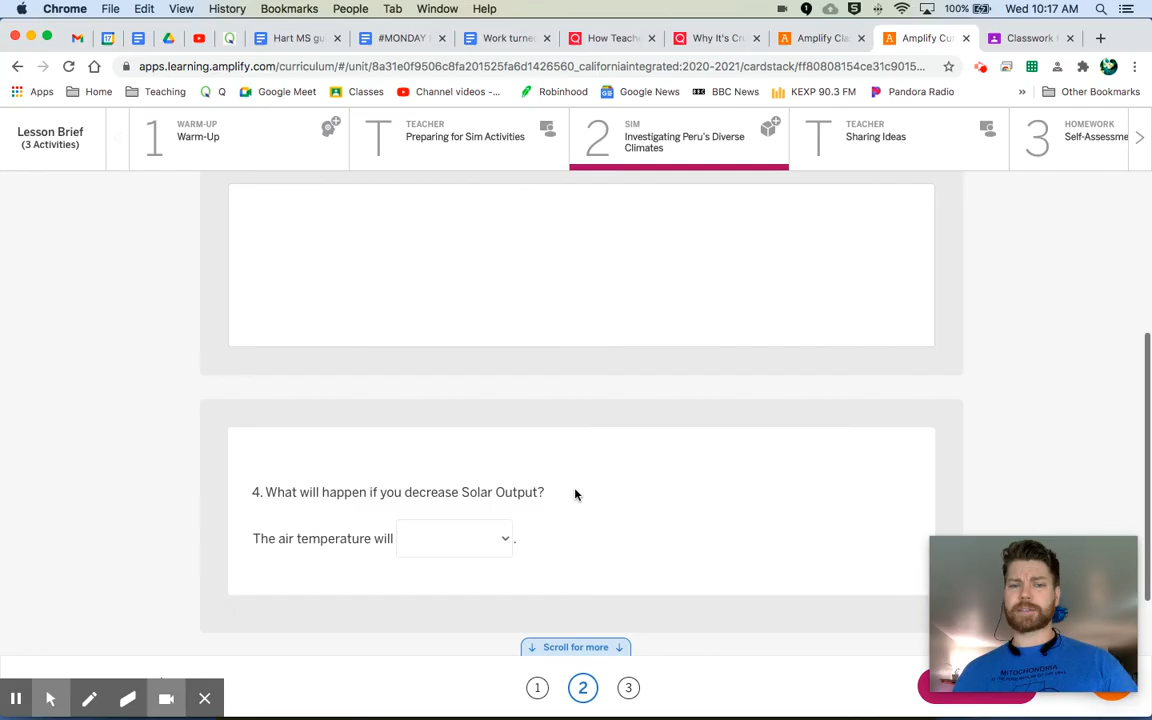 Chrome File Edit View History Bookmarks People Tab Window Help
1 S 100% Wed 10:17 AM
17 Q Hart MS gu #MONDAY Work turne How Teach Why It's Cr Amplify Cla Amplify Cur Classwork
apps.learning.amplify.com/curriculum/#/unit/8a31e0f9506c8fa201525fa6d1426560_californiaintegrated:2020-2021/cardstack/ff80808154ce31c9015...
Apps Home Teaching Q Google Meet Classes Channel videos -... Robinhood Google News BBC News KEXP 90.3 FM Pandora Radio » Other Bookmarks
Lesson Brief
(3 Activities)
1 WARM-UP
Warm-Up
T TEACHER
Preparing for Sim Activities
2 SIM
Investigating Peru's Diverse
Climates
T TEACHER
Sharing Ideas
3 HOMEWORK
Self-Assessme
4. What will happen if you decrease Solar Output?
The air temperature will .
Scroll for more
1 2 3
MITOCHONDRIA